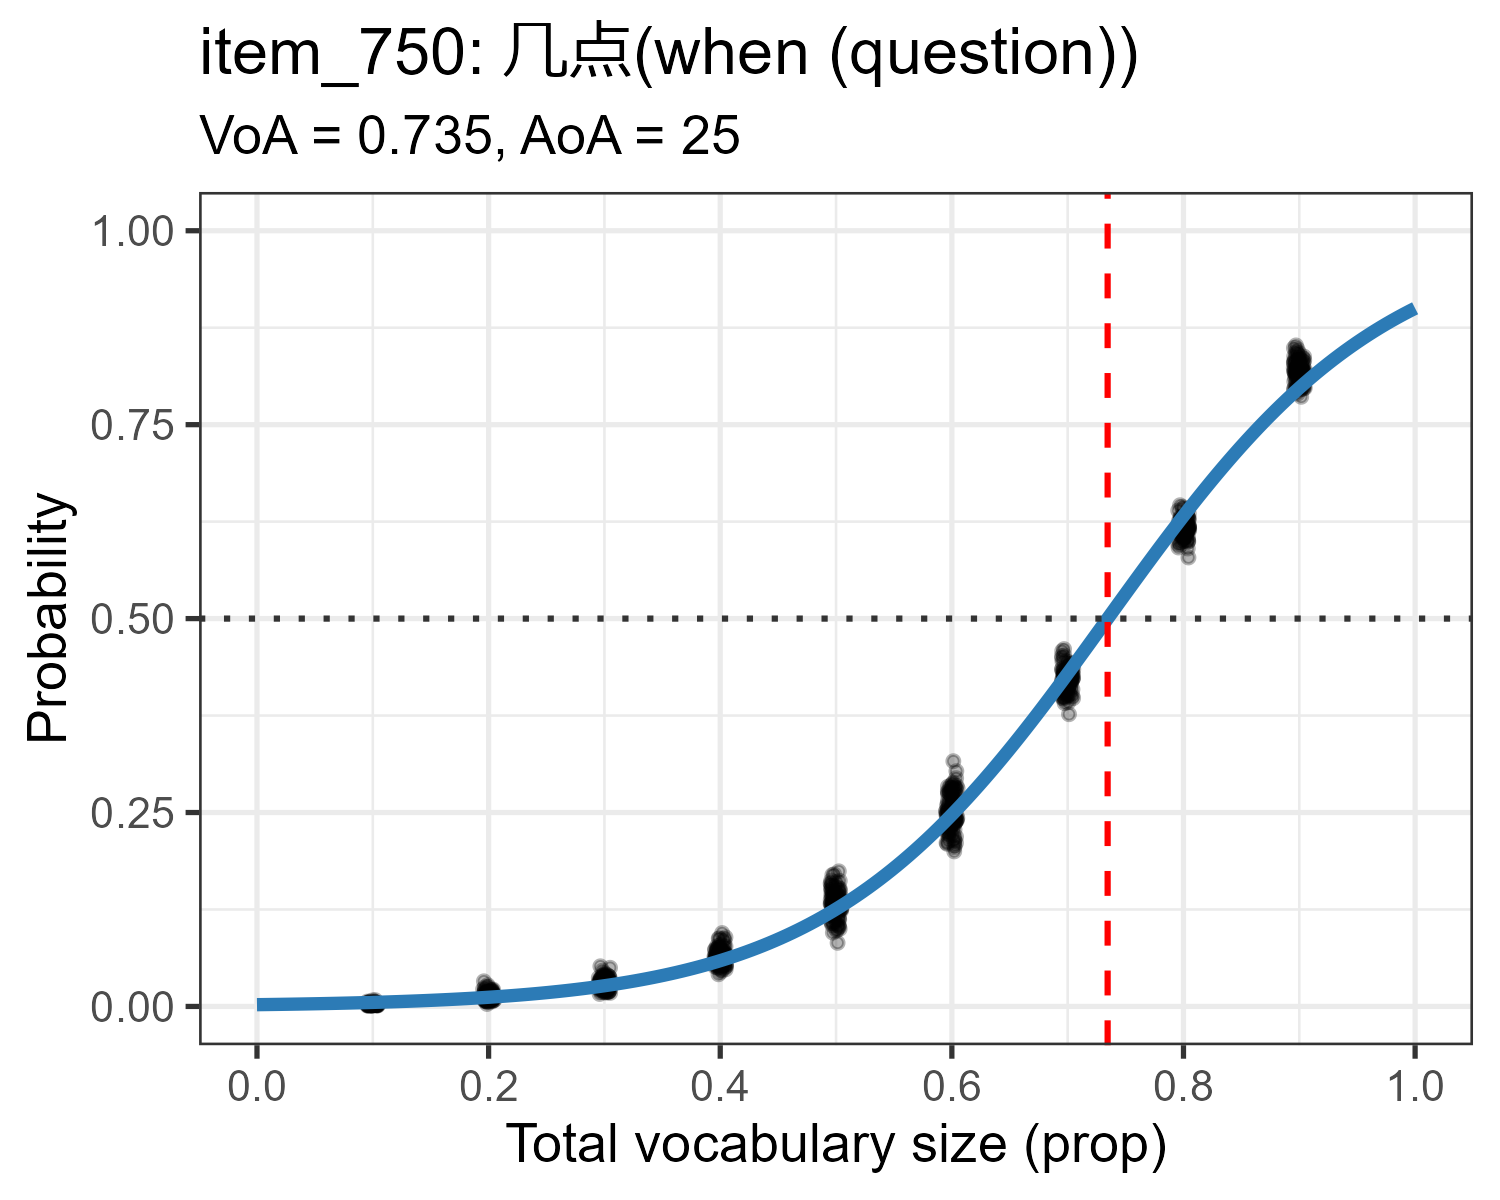 item_750: 几点(when (question))
VoA = 0.735, AoA = 25
1.00
0.75
0.50
0.25
0.00
Probability
0.0 0.2 0.4 0.6 0.8 1.0
Total vocabulary size (prop)